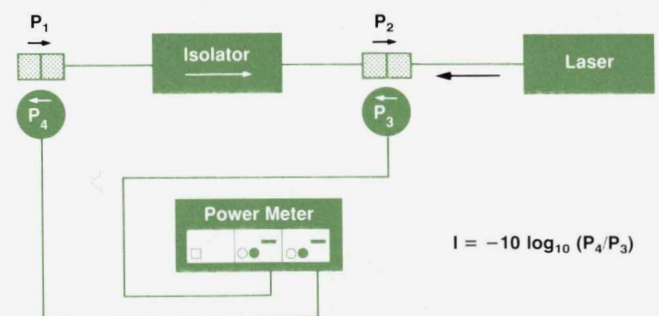 P₁
P₂
Isolator
Laser
P₄
P₃
Power Meter
I = −10 log₁₀ (P₄/P₃)